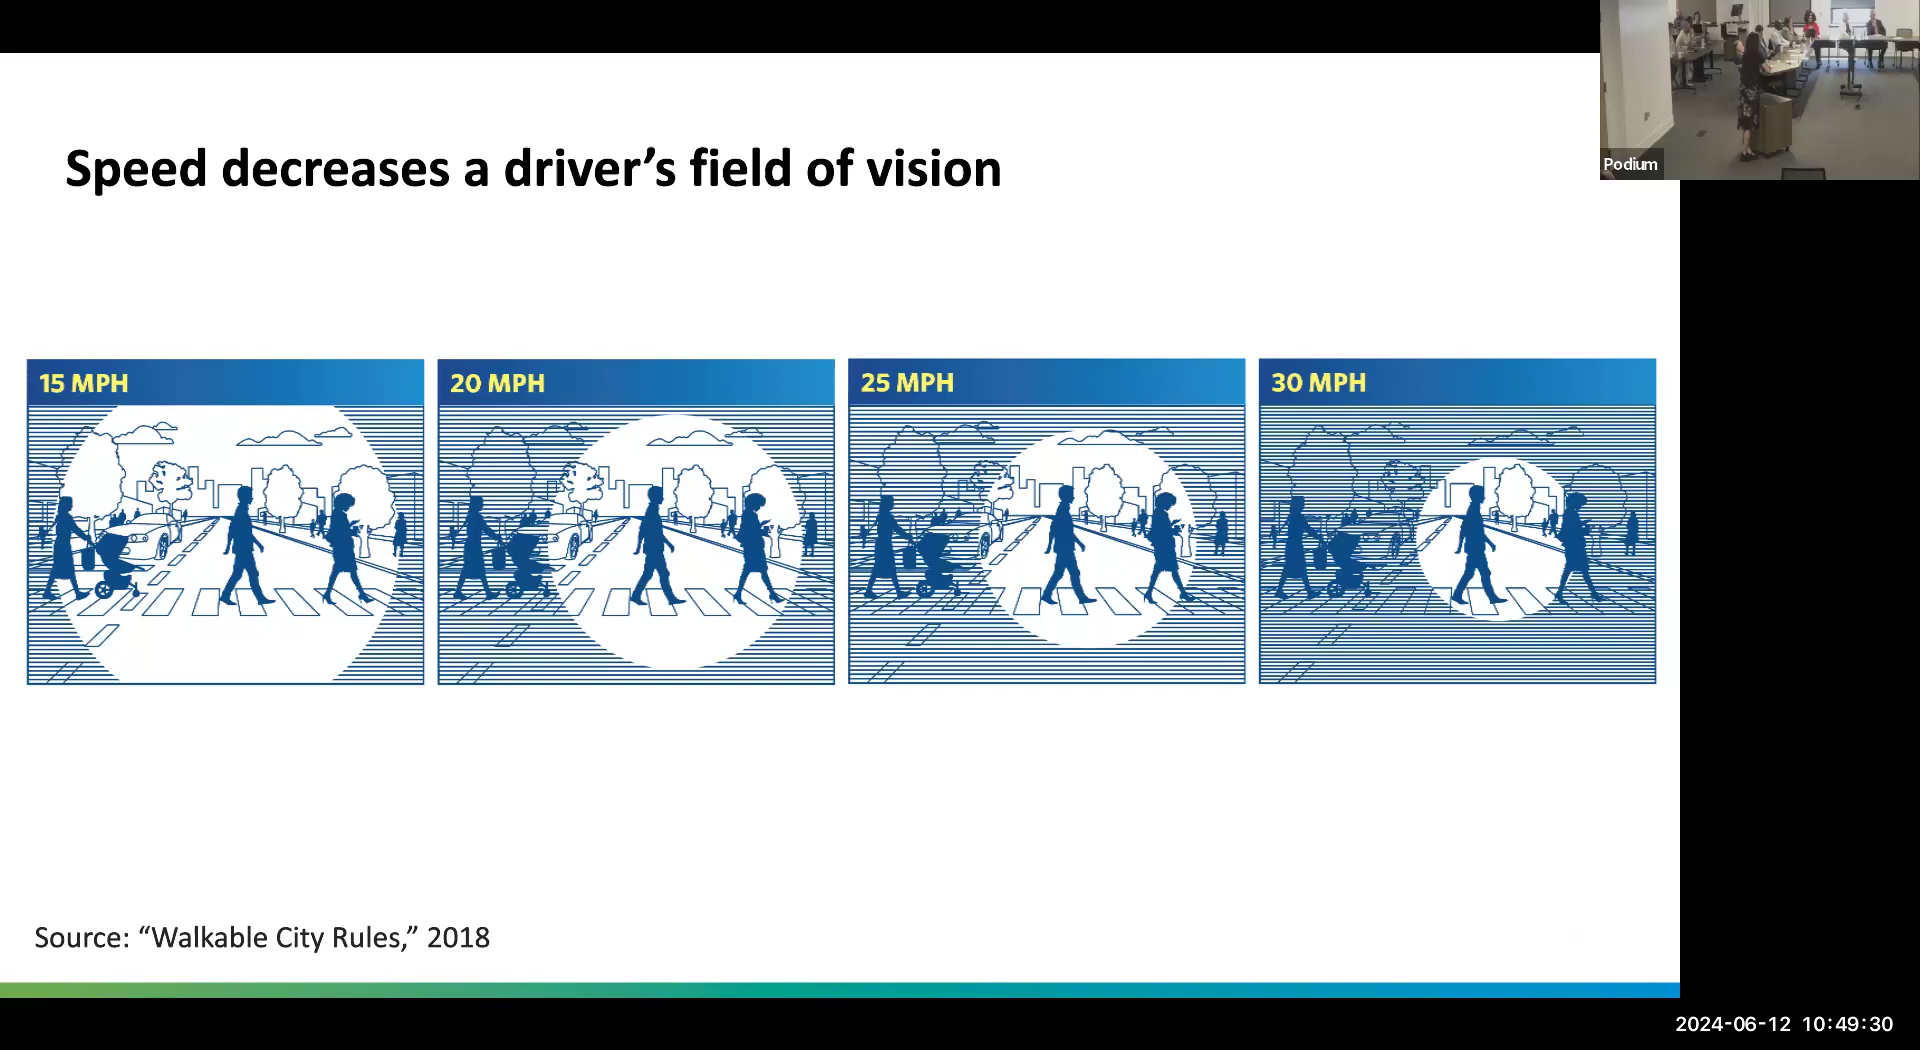 Podium
Speed decreases a driver’s field of vision
15 MPH
20 MPH
25 MPH
30 MPH
Source: “Walkable City Rules,” 2018
2024-06-12 10:49:30